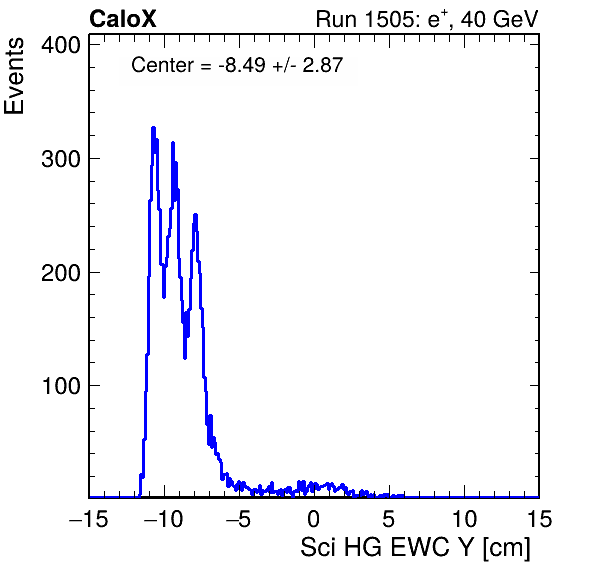 CaloX Run 1505: e⁺, 40 GeV
Center = -8.49 +/- 2.87
Events
400
300
200
100
−15 −10 −5 0 5 10 15
Sci HG EWC Y [cm]